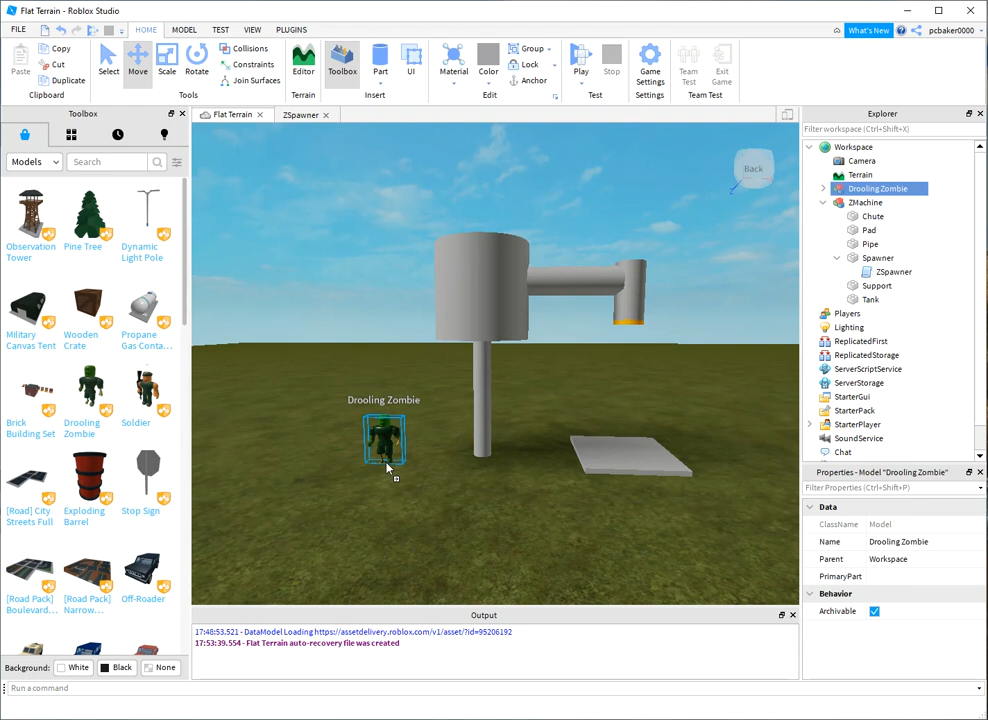 Flat Terrain - Roblox Studio
FILE
HOME
MODEL
TEST
VIEW
PLUGINS
What's New
pcbaker0000
Paste
Copy
Cut
Duplicate
Clipboard
Select
Move
Scale
Rotate
Collisions
Constraints
Join Surfaces
Tools
Editor
Terrain
Toolbox
Part
UI
Insert
Material
Color
Group
Lock
Anchor
Edit
Play
Stop
Test
Game Settings
Settings
Team Test
Exit Game
Team Test
Toolbox
Models
Search
Observation Tower
Pine Tree
Dynamic Light Pole
Military Canvas Tent
Wooden Crate
Propane Gas Conta...
Brick Building Set
Drooling Zombie
Soldier
[Road] City Streets Full
Exploding Barrel
Stop Sign
[Road Pack] Boulevard...
[Road Pack] Narrow...
Off-Roader
Background:
White
Black
None
Flat Terrain
ZSpawner
Back
Drooling Zombie
Output
17:48:53.521 - DataModel Loading https://assetdelivery.roblox.com/v1/asset/?id=95206192
17:53:39.554 - Flat Terrain auto-recovery file was created
Run a command
Explorer
Filter workspace (Ctrl+Shift+X)
Workspace
Camera
Terrain
Drooling Zombie
ZMachine
Chute
Pad
Pipe
Spawner
ZSpawner
Support
Tank
Players
Lighting
ReplicatedFirst
ReplicatedStorage
ServerScriptService
ServerStorage
StarterGui
StarterPack
StarterPlayer
SoundService
Chat
Properties - Model "Drooling Zombie"
Filter Properties (Ctrl+Shift+P)
Data
ClassName Model
Name Drooling Zombie
Parent Workspace
PrimaryPart
Behavior
Archivable